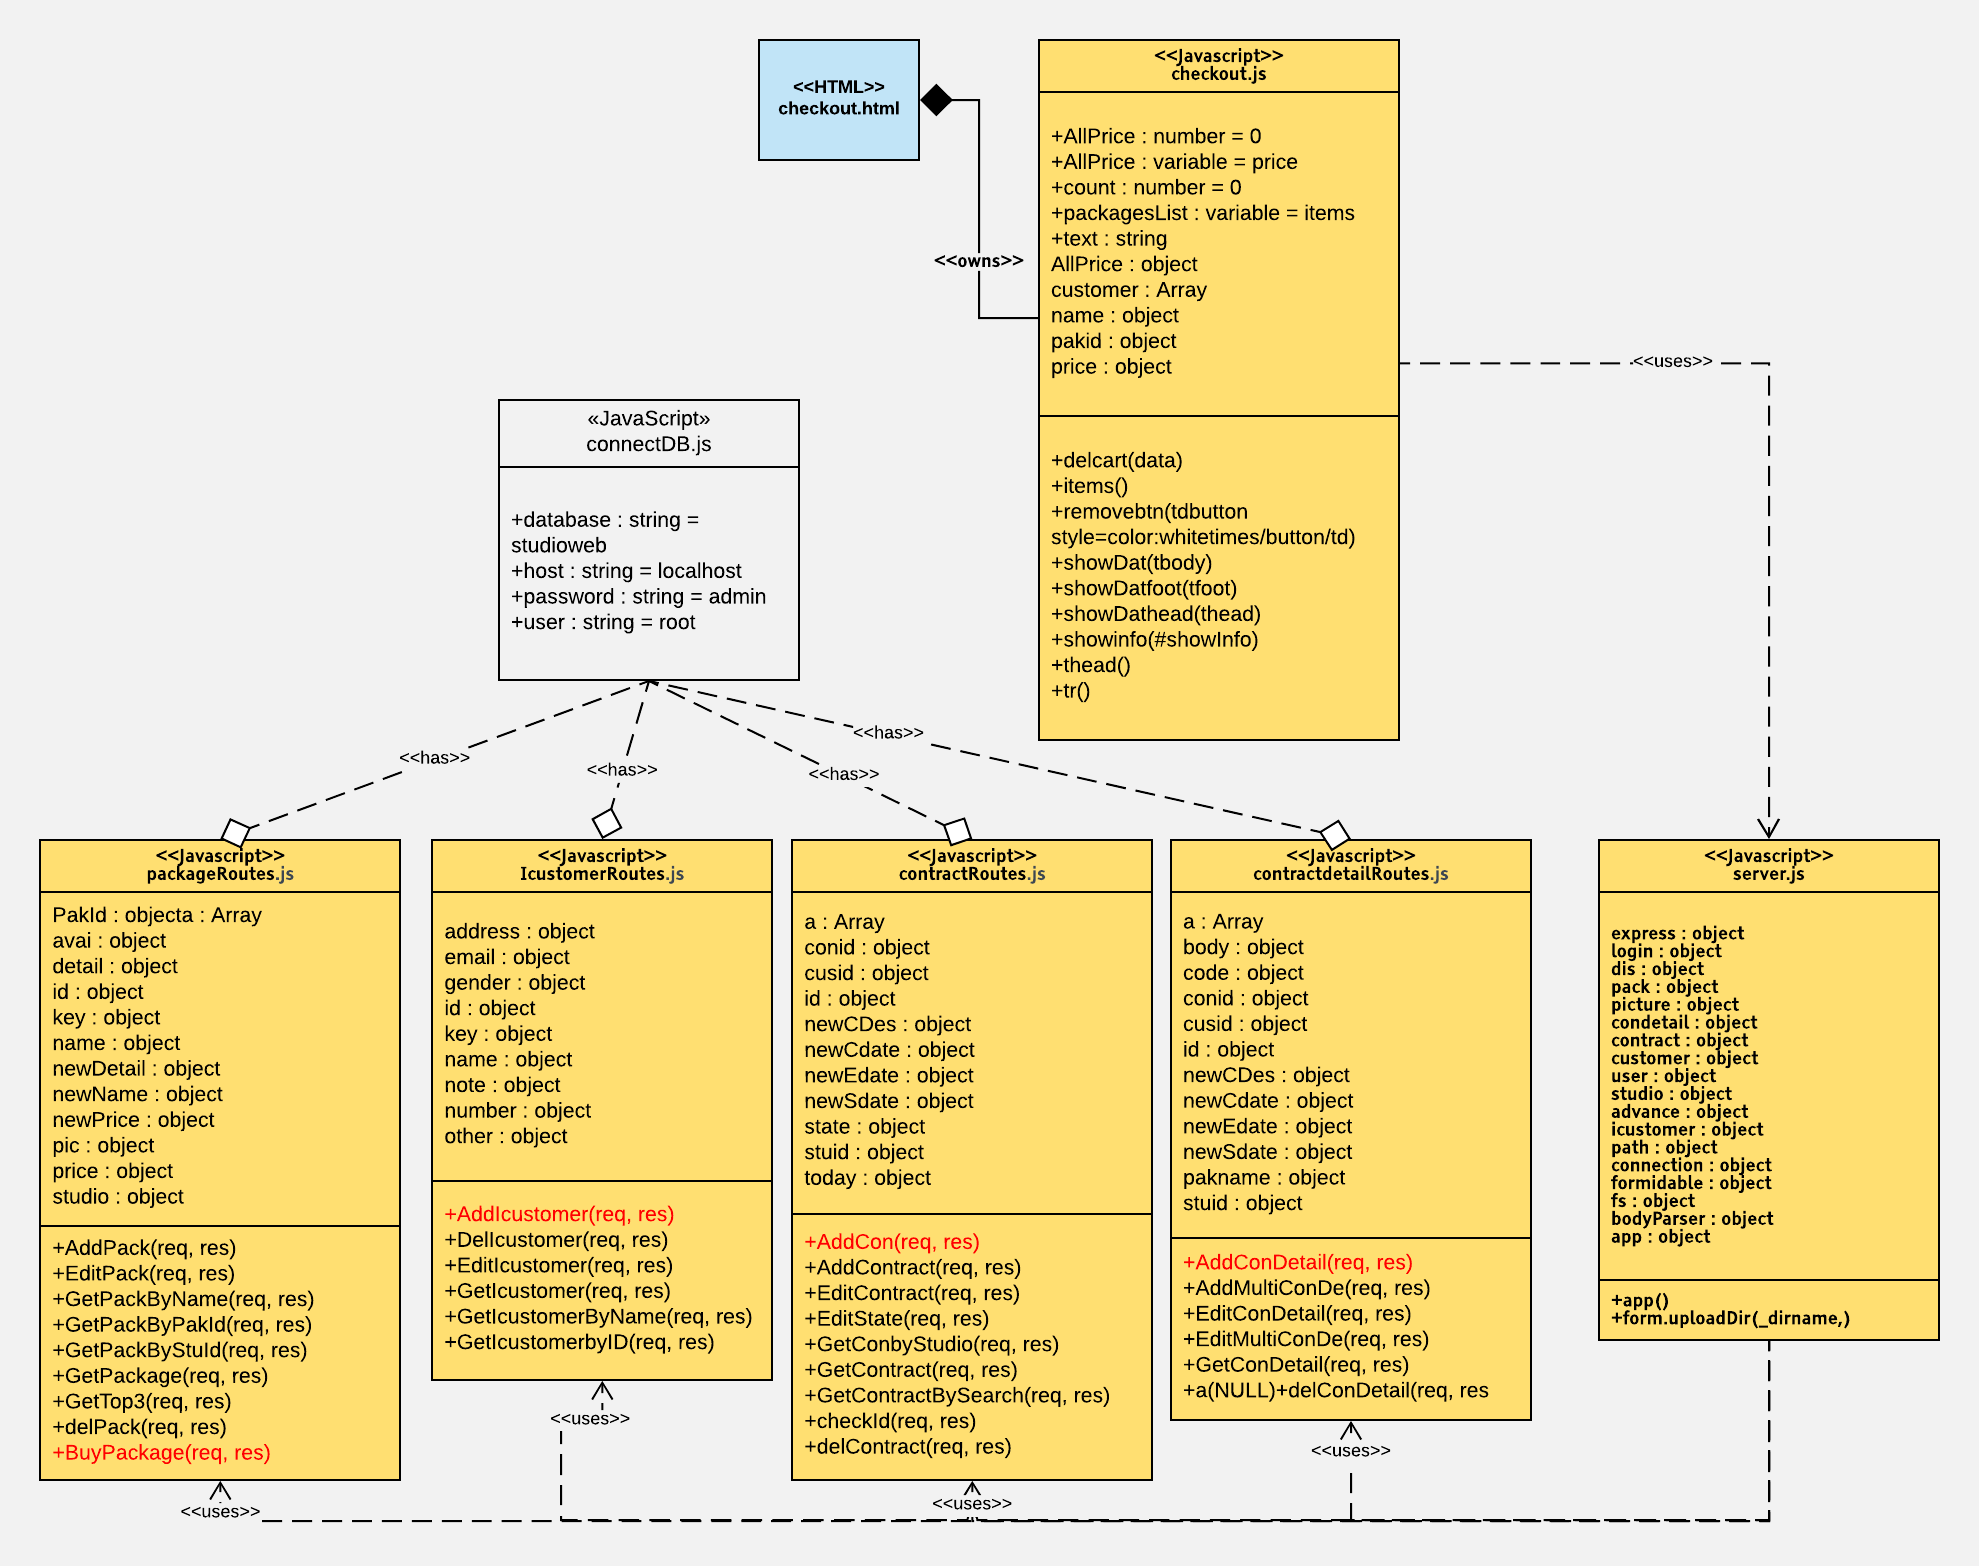 <<HTML>>
checkout.html
<<Javascript>>
checkout.js
+AllPrice : number = 0
+AllPrice : variable = price
+count : number = 0
+packagesList : variable = items
+text : string
AllPrice : object
customer : Array
name : object
pakid : object
price : object
+delcart(data)
+items()
+removebtn(tdbutton
style=color:whitetimes/button/td)
+showDat(tbody)
+showDatfoot(tfoot)
+showDathead(thead)
+showinfo(#showInfo)
+thead()
+tr()
<<owns>>
<<uses>>
«JavaScript»
connectDB.js
+database : string =
studioweb
+host : string = localhost
+password : string = admin
+user : string = root
<<has>>
<<has>>
<<has>>
<<has>>
<<Javascript>>
packageRoutes.js
PakId : objecta : Array
avai : object
detail : object
id : object
key : object
name : object
newDetail : object
newName : object
newPrice : object
pic : object
price : object
studio : object
+AddPack(req, res)
+EditPack(req, res)
+GetPackByName(req, res)
+GetPackByPakId(req, res)
+GetPackByStuId(req, res)
+GetPackage(req, res)
+GetTop3(req, res)
+delPack(req, res)
+BuyPackage(req, res)
<<uses>>
<<Javascript>>
IcustomerRoutes.js
address : object
email : object
gender : object
id : object
key : object
name : object
note : object
number : object
other : object
+AddIcustomer(req, res)
+DelIcustomer(req, res)
+EditIcustomer(req, res)
+GetIcustomer(req, res)
+GetIcustomerByName(req, res)
+GetIcustomerbyID(req, res)
<<uses>>
<<Javascript>>
contractRoutes.js
a : Array
conid : object
cusid : object
id : object
newCDes : object
newCdate : object
newEdate : object
newSdate : object
state : object
stuid : object
today : object
+AddCon(req, res)
+AddContract(req, res)
+EditContract(req, res)
+EditState(req, res)
+GetConbyStudio(req, res)
+GetContract(req, res)
+GetContractBySearch(req, res)
+checkId(req, res)
+delContract(req, res)
<<uses>>
<<Javascript>>
contractdetailRoutes.js
a : Array
body : object
code : object
conid : object
cusid : object
id : object
newCDes : object
newCdate : object
newEdate : object
newSdate : object
pakname : object
stuid : object
+AddConDetail(req, res)
+AddMultiConDe(req, res)
+EditConDetail(req, res)
+EditMultiConDe(req, res)
+GetConDetail(req, res)
+a(NULL)+delConDetail(req, res
<<uses>>
<<Javascript>>
server.js
express : object
login : object
dis : object
pack : object
picture : object
condetail : object
contract : object
customer : object
user : object
studio : object
advance : object
icustomer : object
path : object
connection : object
formidable : object
fs : object
bodyParser : object
app : object
+app()
+form.uploadDir(_dirname,)